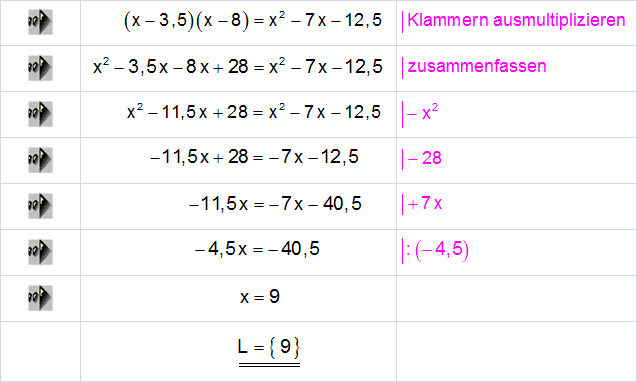 (x – 3,5)(x – 8) = x² – 7x – 12,5 | Klammern ausmultiplizieren
x² – 3,5x – 8x + 28 = x² – 7x – 12,5 | zusammenfassen
x² – 11,5x + 28 = x² – 7x – 12,5 | – x²
–11,5x + 28 = –7x – 12,5 | – 28
–11,5x = –7x – 40,5 | + 7x
–4,5x = –40,5 | : (–4,5)
x = 9
L = {9}